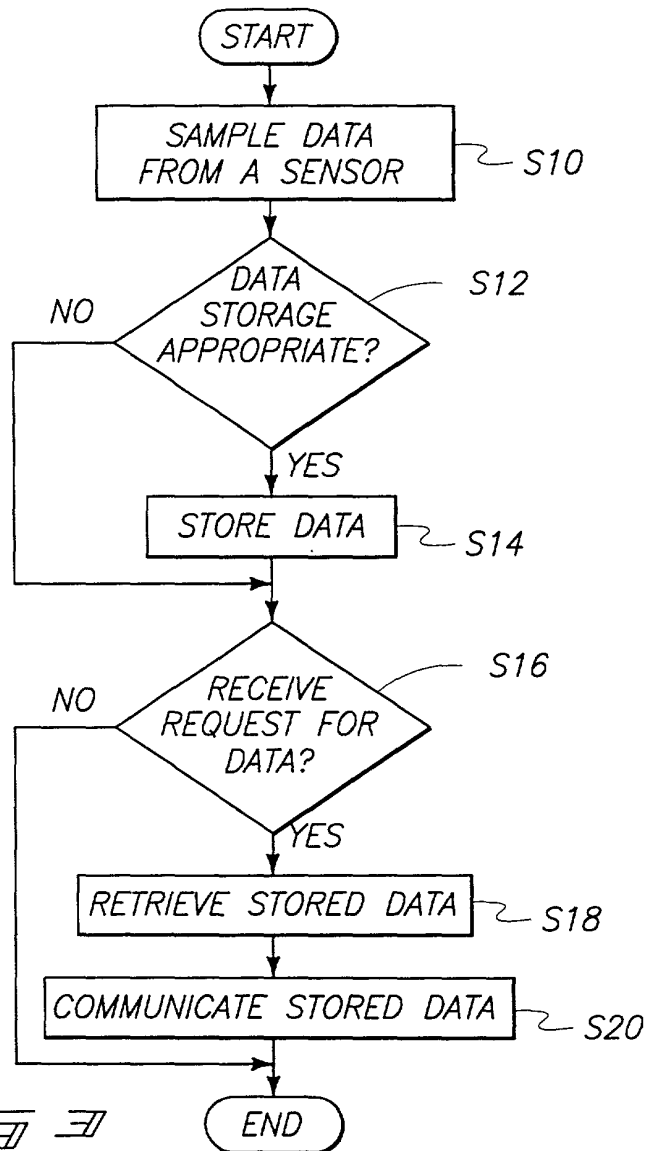 START
SAMPLE DATA
FROM A SENSOR
S10
DATA
STORAGE
APPROPRIATE?
S12
NO
YES
STORE DATA
S14
RECEIVE
REQUEST FOR
DATA?
S16
NO
YES
RETRIEVE STORED DATA
S18
COMMUNICATE STORED DATA
S20
END